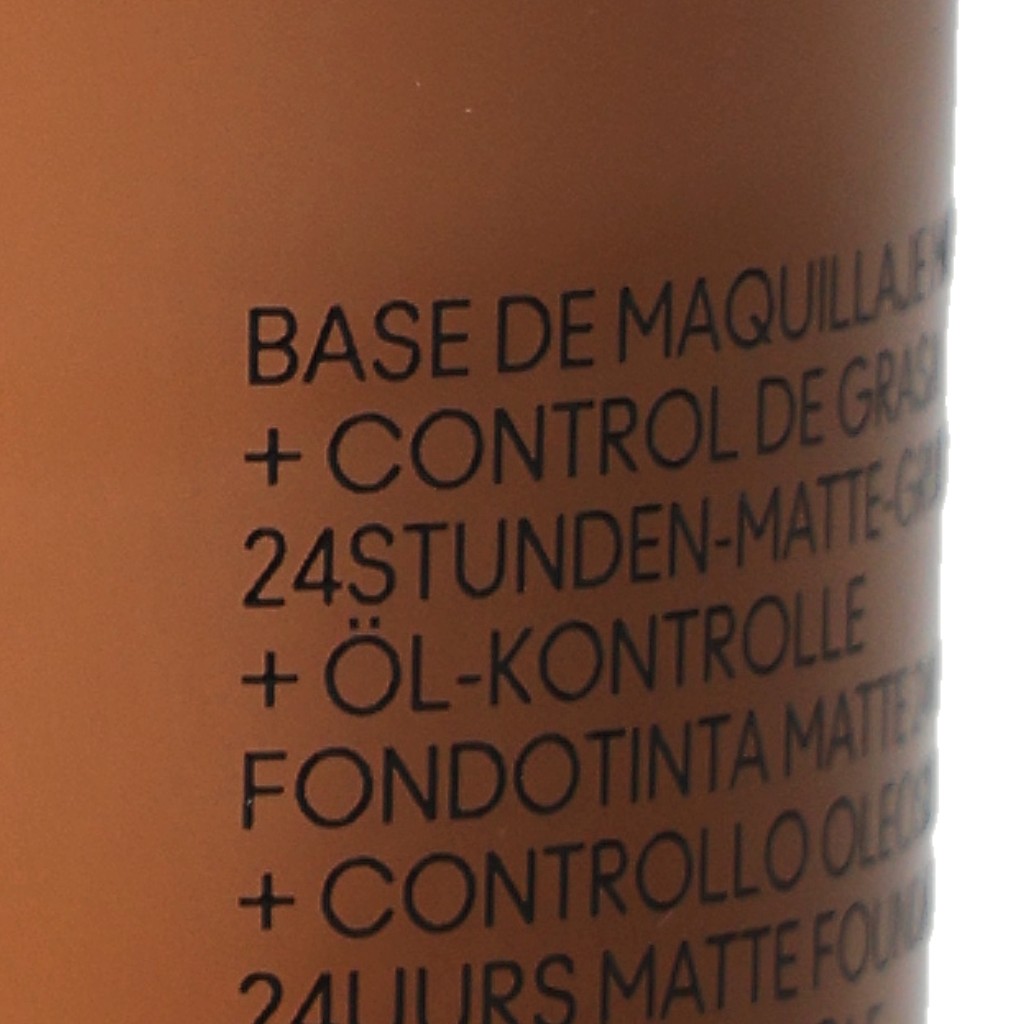 BASE DE MAQUILLAJE
+ CONTROL DE GRASA
24STUNDEN-MATTE-
+ ÖL-KONTROLLE
FONDOTINTA MATTE
+ CONTROLLO
24UURS MATTE